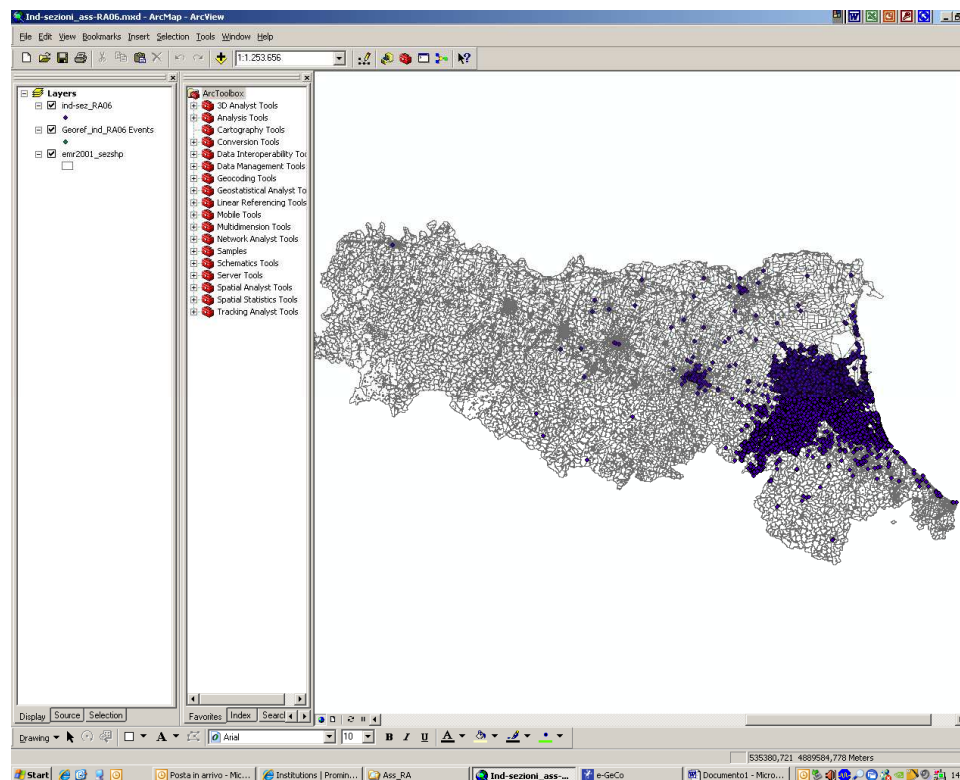 Ind-sezioni_ass-RA06.mxd - ArcMap - ArcView
File Edit View Bookmarks Insert Selection Tools Window Help
1:1.253.656
Layers
ind-sez_RA06
Georef_ind_RA06 Events
emr2001_sezshp
ArcToolbox
3D Analyst Tools
Analysis Tools
Cartography Tools
Conversion Tools
Data Interoperability Too
Data Management Tools
Geocoding Tools
Geostatistical Analyst To
Linear Referencing Tools
Mobile Tools
Multidimension Tools
Network Analyst Tools
Samples
Schematics Tools
Server Tools
Spatial Analyst Tools
Spatial Statistics Tools
Tracking Analyst Tools
Display Source Selection
Favorites Index Search
Drawing A Arial 10 B I U A
535380,721 4889584,778 Meters
Start Posta in arrivo - Mic... Institutions | Promin... Ass_RA Ind-sezioni_ass-... e-GeCo Documento1 - Micro... 14